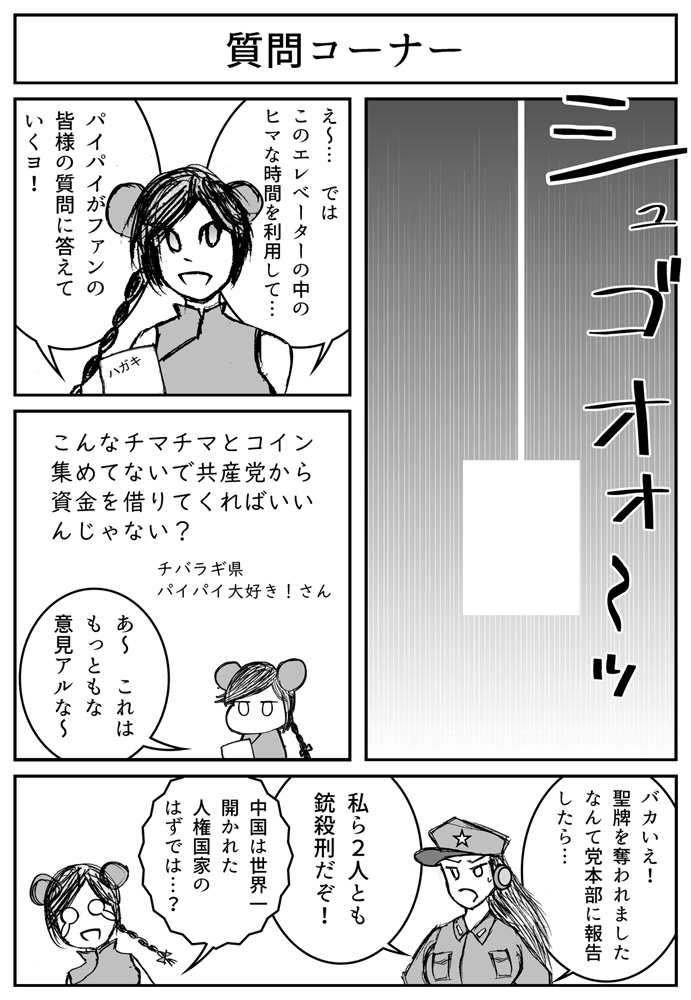 質問コーナー
シュゴオオ～ッ
え～… では
このエレベーターの中の
ヒマな時間を利用して…
パイパイがファンの
皆様の質問に答えて
いくヨ！
ハガキ
こんなチマチマとコイン
集めてないで共産党から
資金を借りてくればいい
んじゃない？
チバラギ県
パイパイ大好き！さん
あ～ これは
もっともな
意見アルな～
バカいえ！
聖牌を奪われました
なんて党本部に報告
したら…
私ら２人とも
銃殺刑だぞ！
中国は世界一
開かれた
人権国家の
はずでは…？